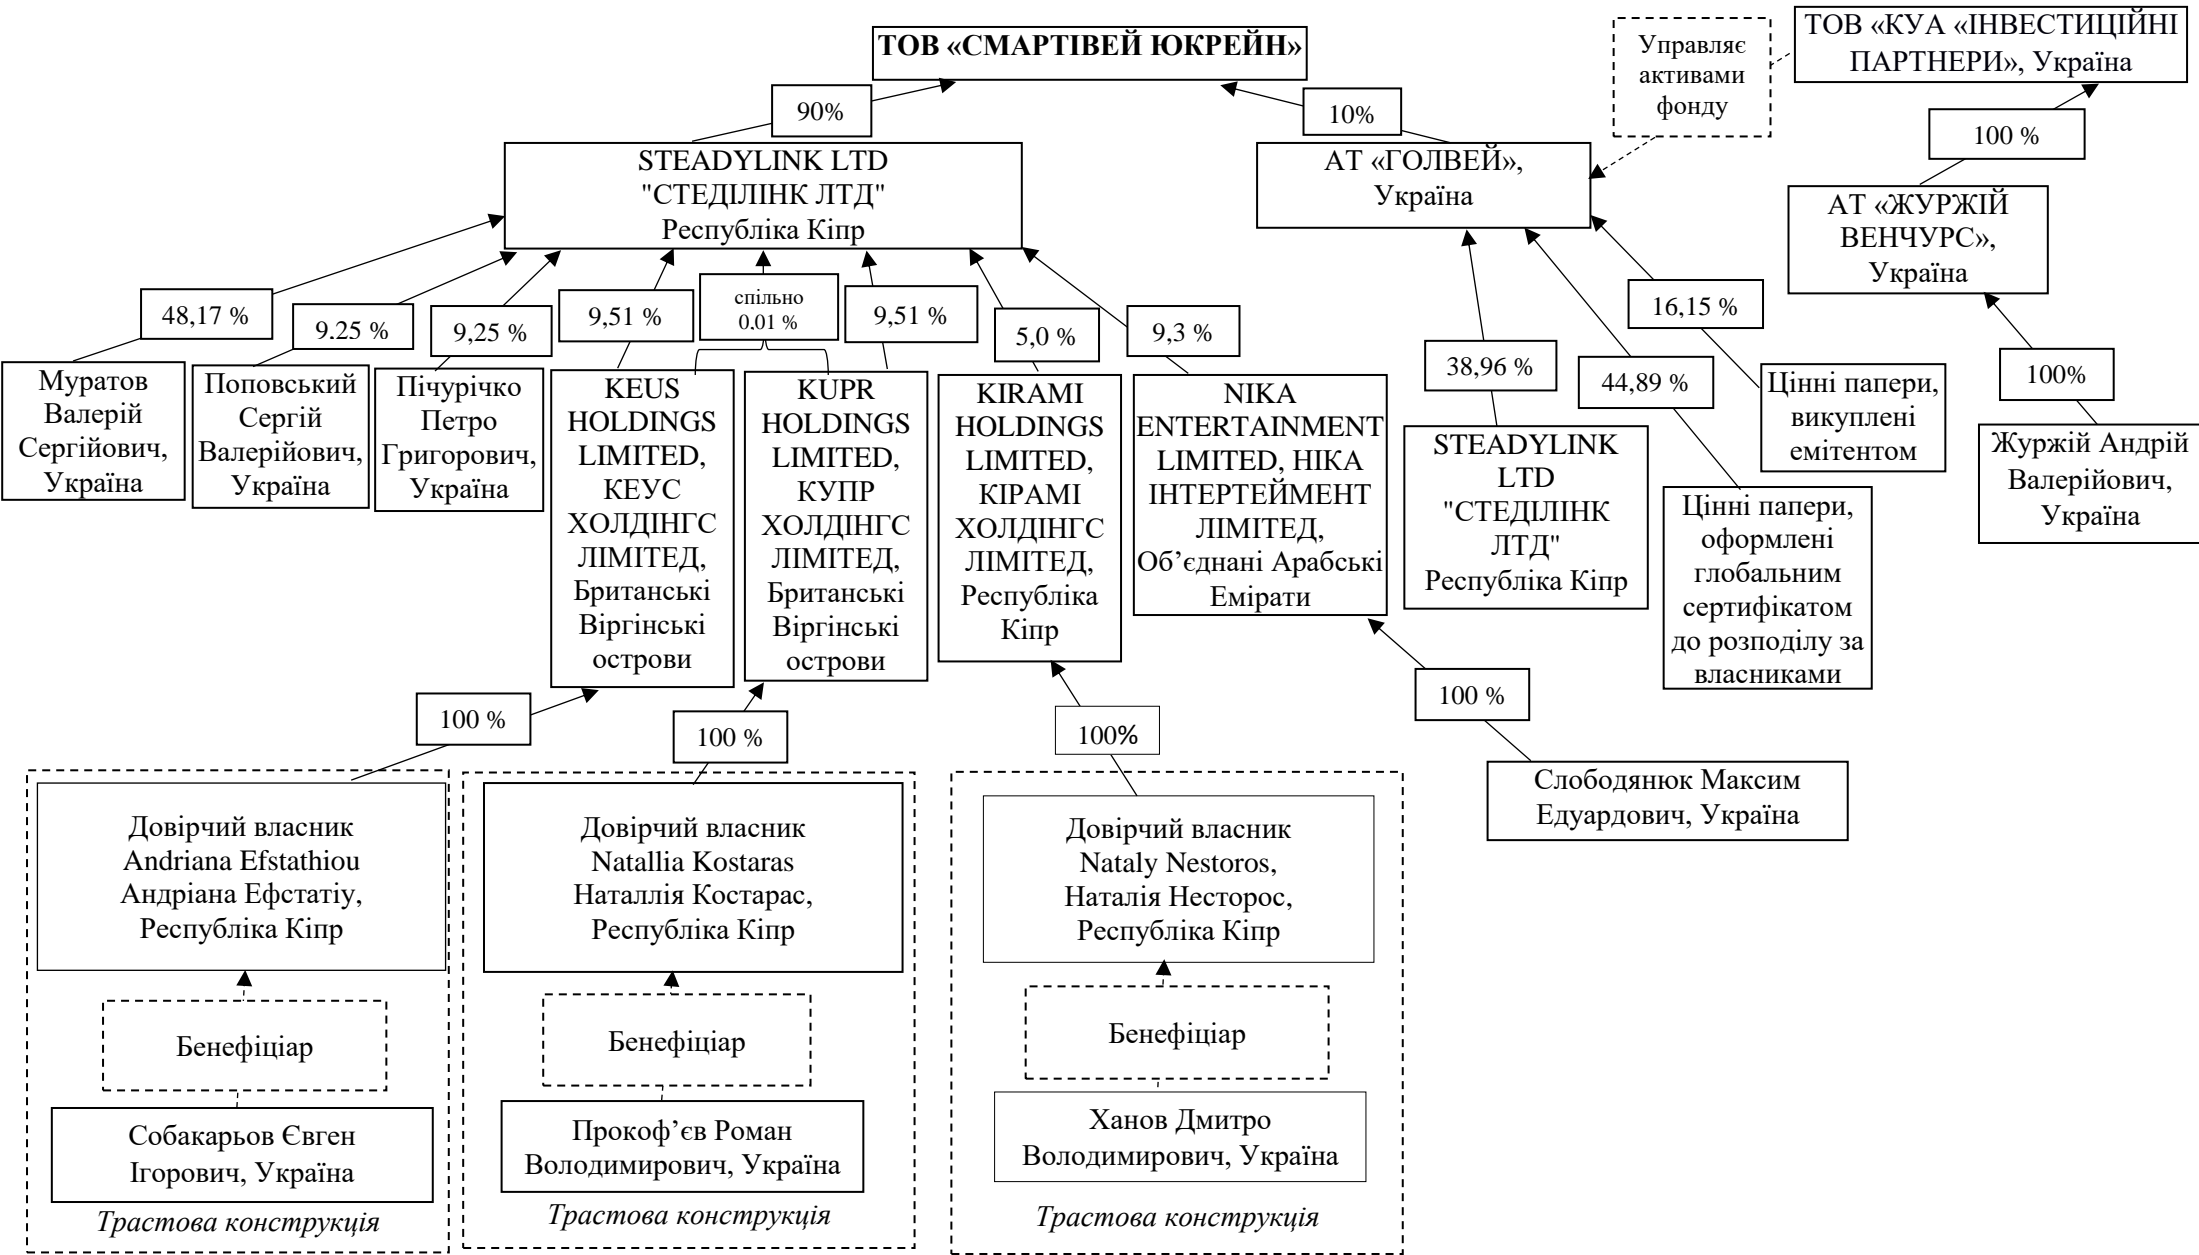 ТОВ «СМАРТІВЕЙ ЮКРЕЙН»
Управляє
активами
фонду
ТОВ «КУА «ІНВЕСТИЦІЙНІ
ПАРТНЕРИ», Україна
90%
10%
100 %
STEADYLINK LTD
"СТЕДІЛІНК ЛТД"
Республіка Кіпр
АТ «ГОЛВЕЙ»,
Україна
АТ «ЖУРЖІЙ
ВЕНЧУРС»,
Україна
48,17 %
9.25 %
9,25 %
9,51 %
спільно
0,01 %
9,51 %
5,0 %
9,3 %
38,96 %
44,89 %
16,15 %
100%
Муратов
Валерій
Сергійович,
Україна
Поповський
Сергій
Валерійович,
Україна
Пічурічко
Петро
Григорович,
Україна
KEUS
HOLDINGS
LIMITED,
КЕУС
ХОЛДІНГС
ЛІМІТЕД,
Британські
Віргінські
острови
KUPR
HOLDINGS
LIMITED,
КУПР
ХОЛДІНГС
ЛІМІТЕД,
Британські
Віргінські
острови
KIRAMI
HOLDINGS
LIMITED,
КІРАМІ
ХОЛДІНГС
ЛІМІТЕД,
Республіка
Кіпр
NIKA
ENTERTAINMENT
LIMITED, НІКА
ІНТЕРТЕЙМЕНТ
ЛІМІТЕД,
Об’єднані Арабські
Емірати
STEADYLINK
LTD
"СТЕДІЛІНК
ЛТД"
Республіка Кіпр
Цінні папери,
оформлені
глобальним
сертифікатом
до розподілу за
власниками
Цінні папери,
викуплені
емітентом
Журжій Андрій
Валерійович,
Україна
100 %
100 %
100%
100 %
Довірчий власник
Andriana Efstathiou
Андріана Ефстатіу,
Республіка Кіпр
Бенефіціар
Собакарьов Євген
Ігорович, Україна
Трастова конструкція
Довірчий власник
Natallia Kostaras
Наталлія Костарас,
Республіка Кіпр
Бенефіціар
Прокоф’єв Роман
Володимирович, Україна
Трастова конструкція
Довірчий власник
Nataly Nestoros,
Наталія Несторос,
Республіка Кіпр
Бенефіціар
Ханов Дмитро
Володимирович, Україна
Трастова конструкція
Слободянюк Максим
Едуардович, Україна